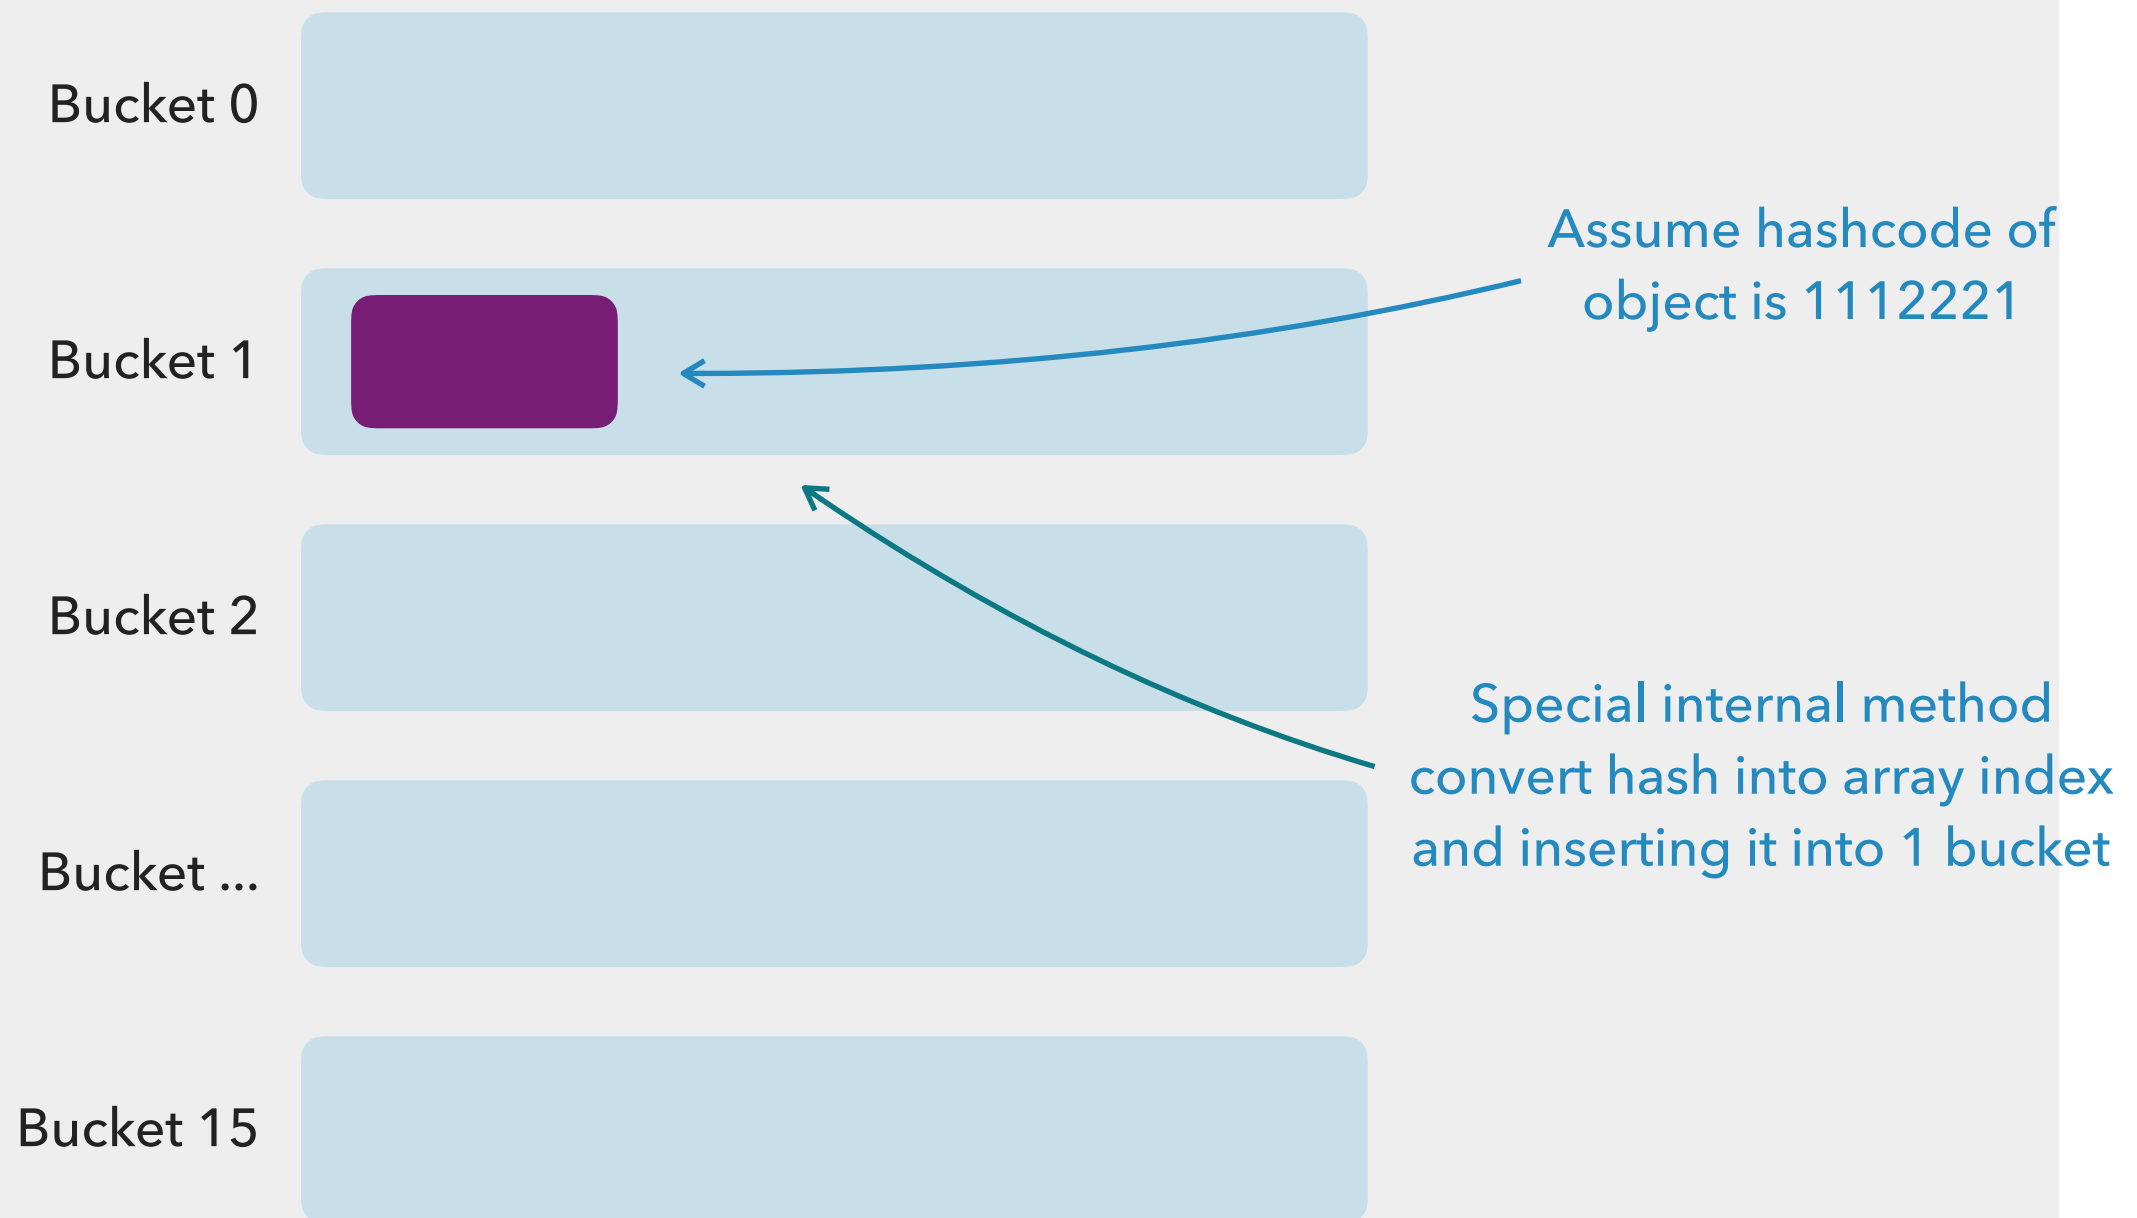 Bucket 0
Assume hashcode of
object is 1112221
Bucket 1
Bucket 2
Special internal method
convert hash into array index
and inserting it into 1 bucket
Bucket ...
Bucket 15